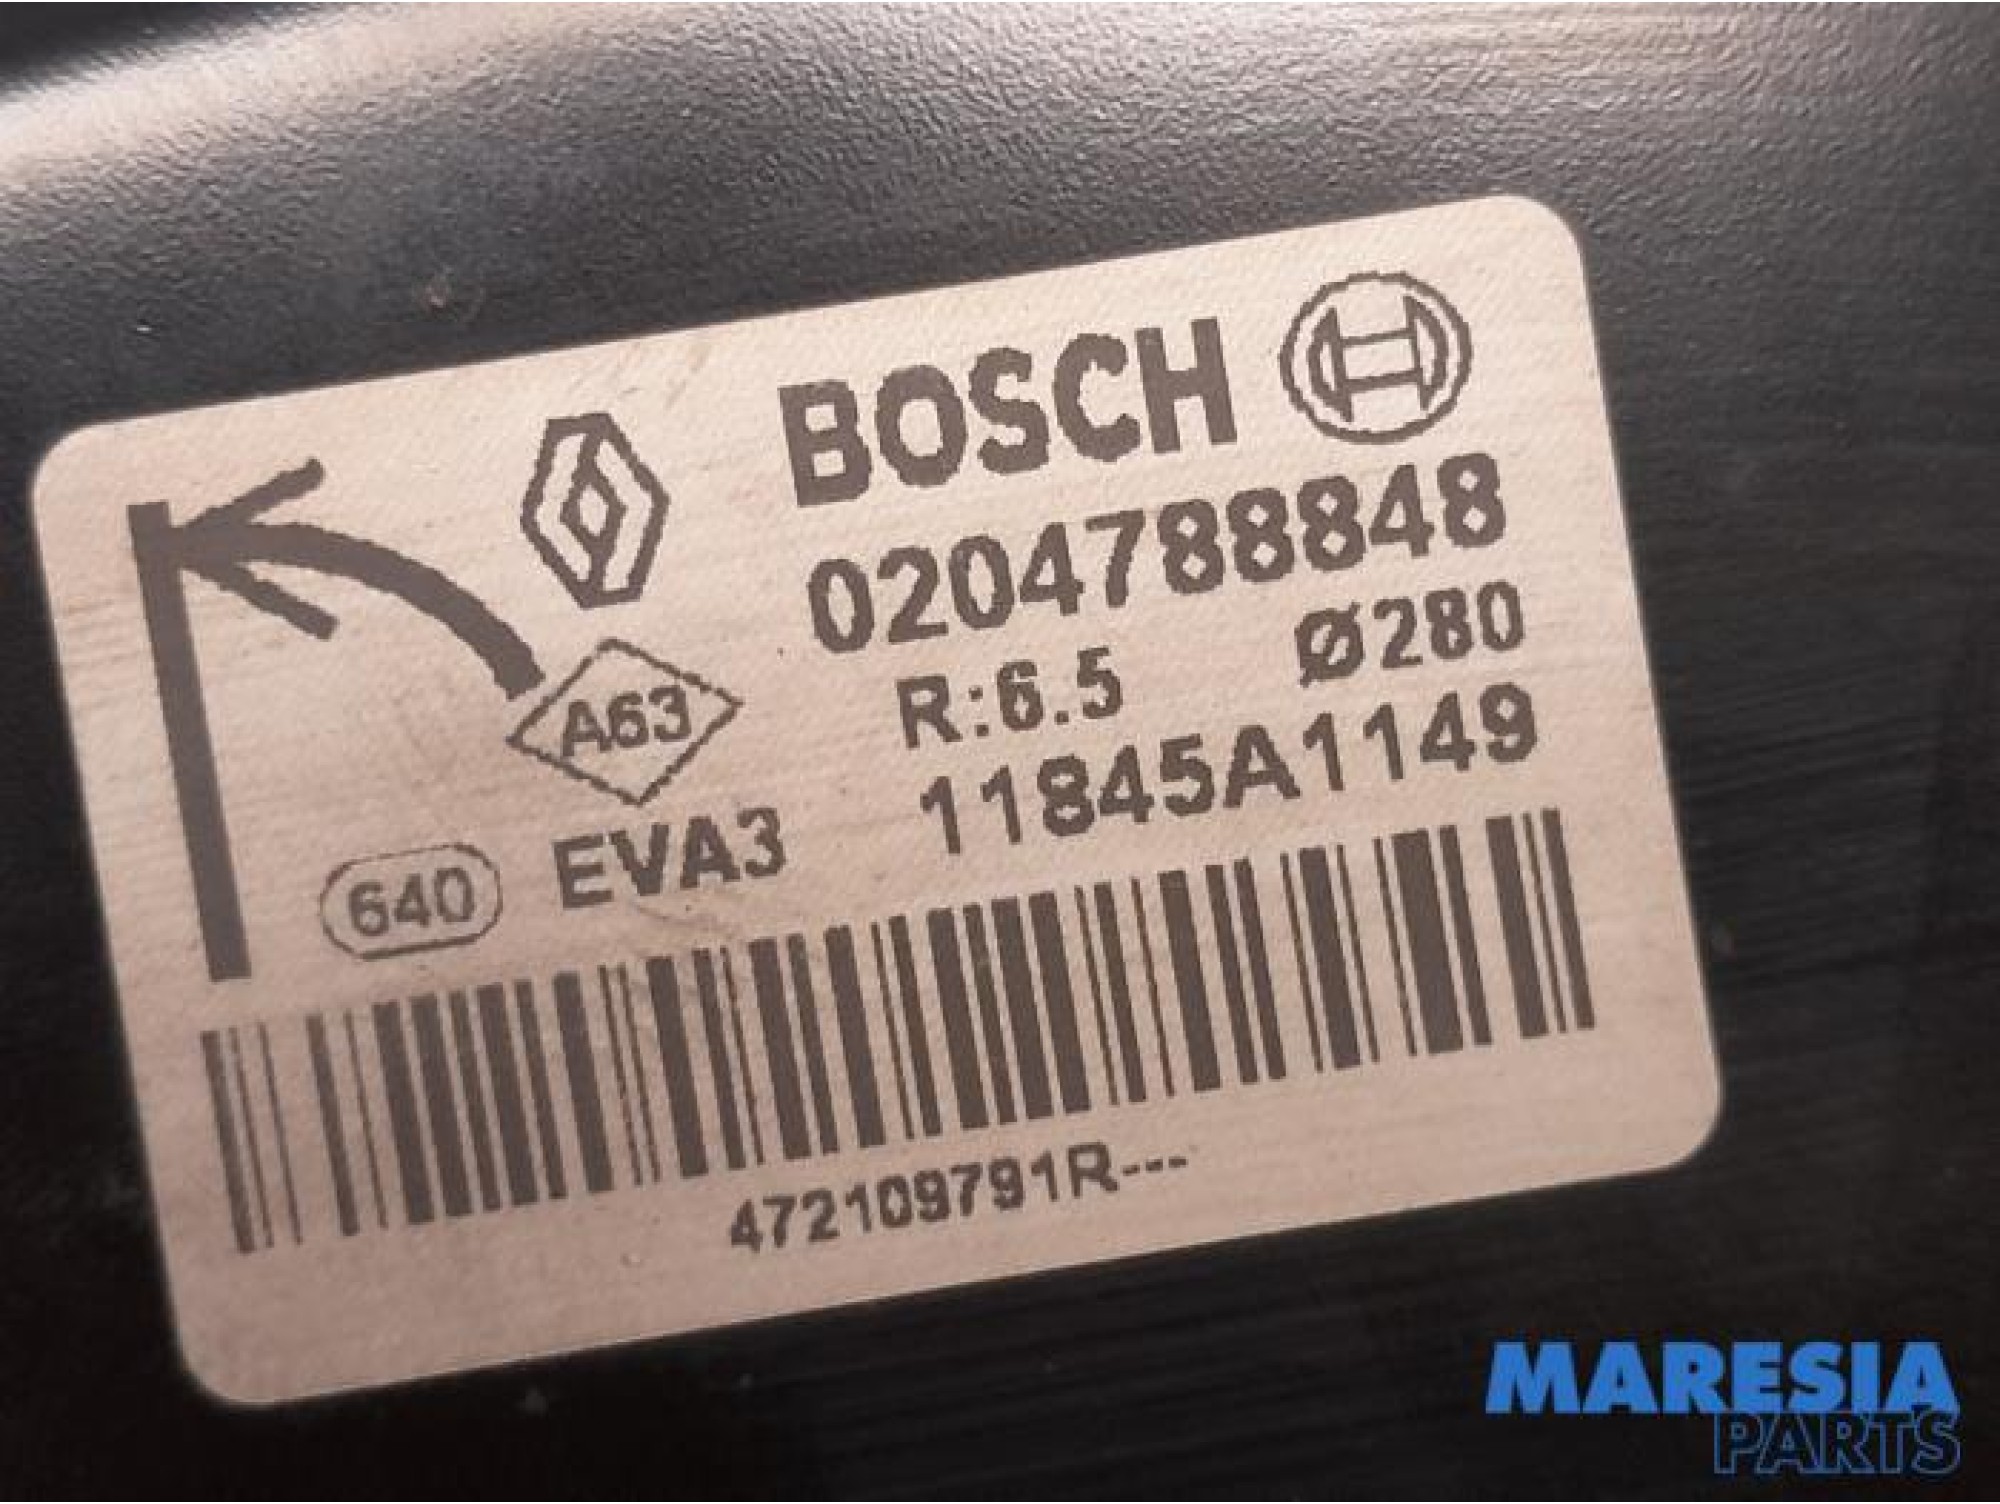 BOSCH
0204788848
R:6.5 Ø280
A63
11845A1149
640 EVA3
472109791R---
MARESIA
PARTS